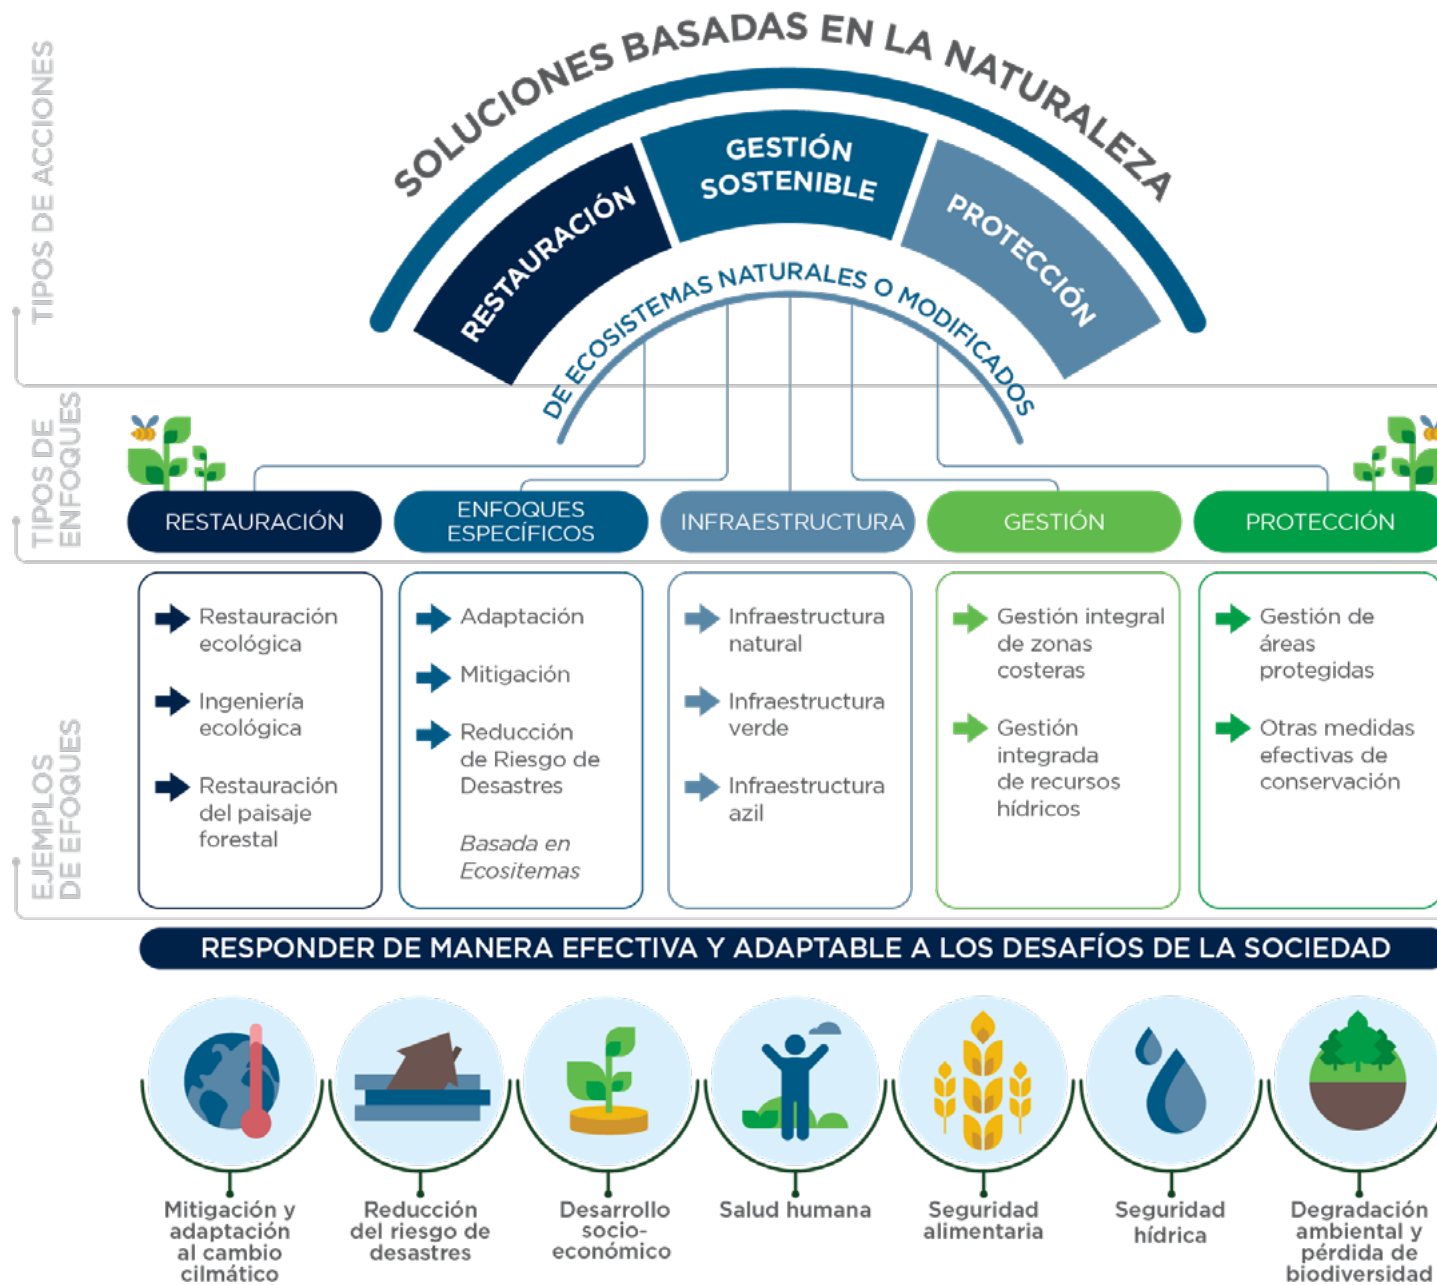 SOLUCIONES BASADAS EN LA NATURALEZA
TIPOS DE ACCIONES
RESTAURACIÓN
GESTIÓN
SOSTENIBLE
PROTECCIÓN
DE ECOSISTEMAS NATURALES O MODIFICADOS
TIPOS DE
ENFOQUES
RESTAURACIÓN
ENFOQUES
ESPECÍFICOS
INFRAESTRUCTURA
GESTIÓN
PROTECCIÓN
EJEMPLOS
DE EFOQUES
Restauración
ecológica
Ingeniería
ecológica
Restauración
del paisaje
forestal
Adaptación
Mitigación
Reducción
de Riesgo de
Desastres
Basada en
Ecositemas
Infraestructura
natural
Infraestructura
verde
Infraestructura
azil
Gestión integral
de zonas
costeras
Gestión
integrada
de recursos
hídricos
Gestión de
áreas
protegidas
Otras medidas
efectivas de
conservación
RESPONDER DE MANERA EFECTIVA Y ADAPTABLE A LOS DESAFÍOS DE LA SOCIEDAD
Mitigación y
adaptación
al cambio
cilmático
Reducción
del riesgo de
desastres
Desarrollo
socio-
económico
Salud humana
Seguridad
alimentaria
Seguridad
hídrica
Degradación
ambiental y
pérdida de
biodiversidad